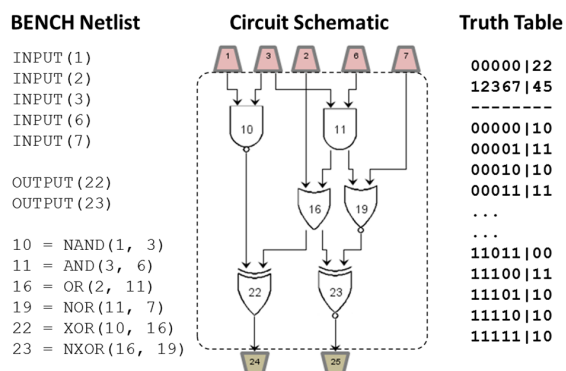 BENCH Netlist
INPUT(1)
INPUT(2)
INPUT(3)
INPUT(6)
INPUT(7)
OUTPUT(22)
OUTPUT(23)
10 = NAND(1, 3)
11 = AND(3, 6)
16 = OR(2, 11)
19 = NOR(11, 7)
22 = XOR(10, 16)
23 = NXOR(16, 19)
Circuit Schematic
1 3 2 6 7
10 11
16 19
22 23
24 25
Truth Table
00000|22
12367|45
--------
00000|10
00001|11
00010|10
00011|11
...
...
11011|00
11100|11
11101|10
11110|10
11111|10